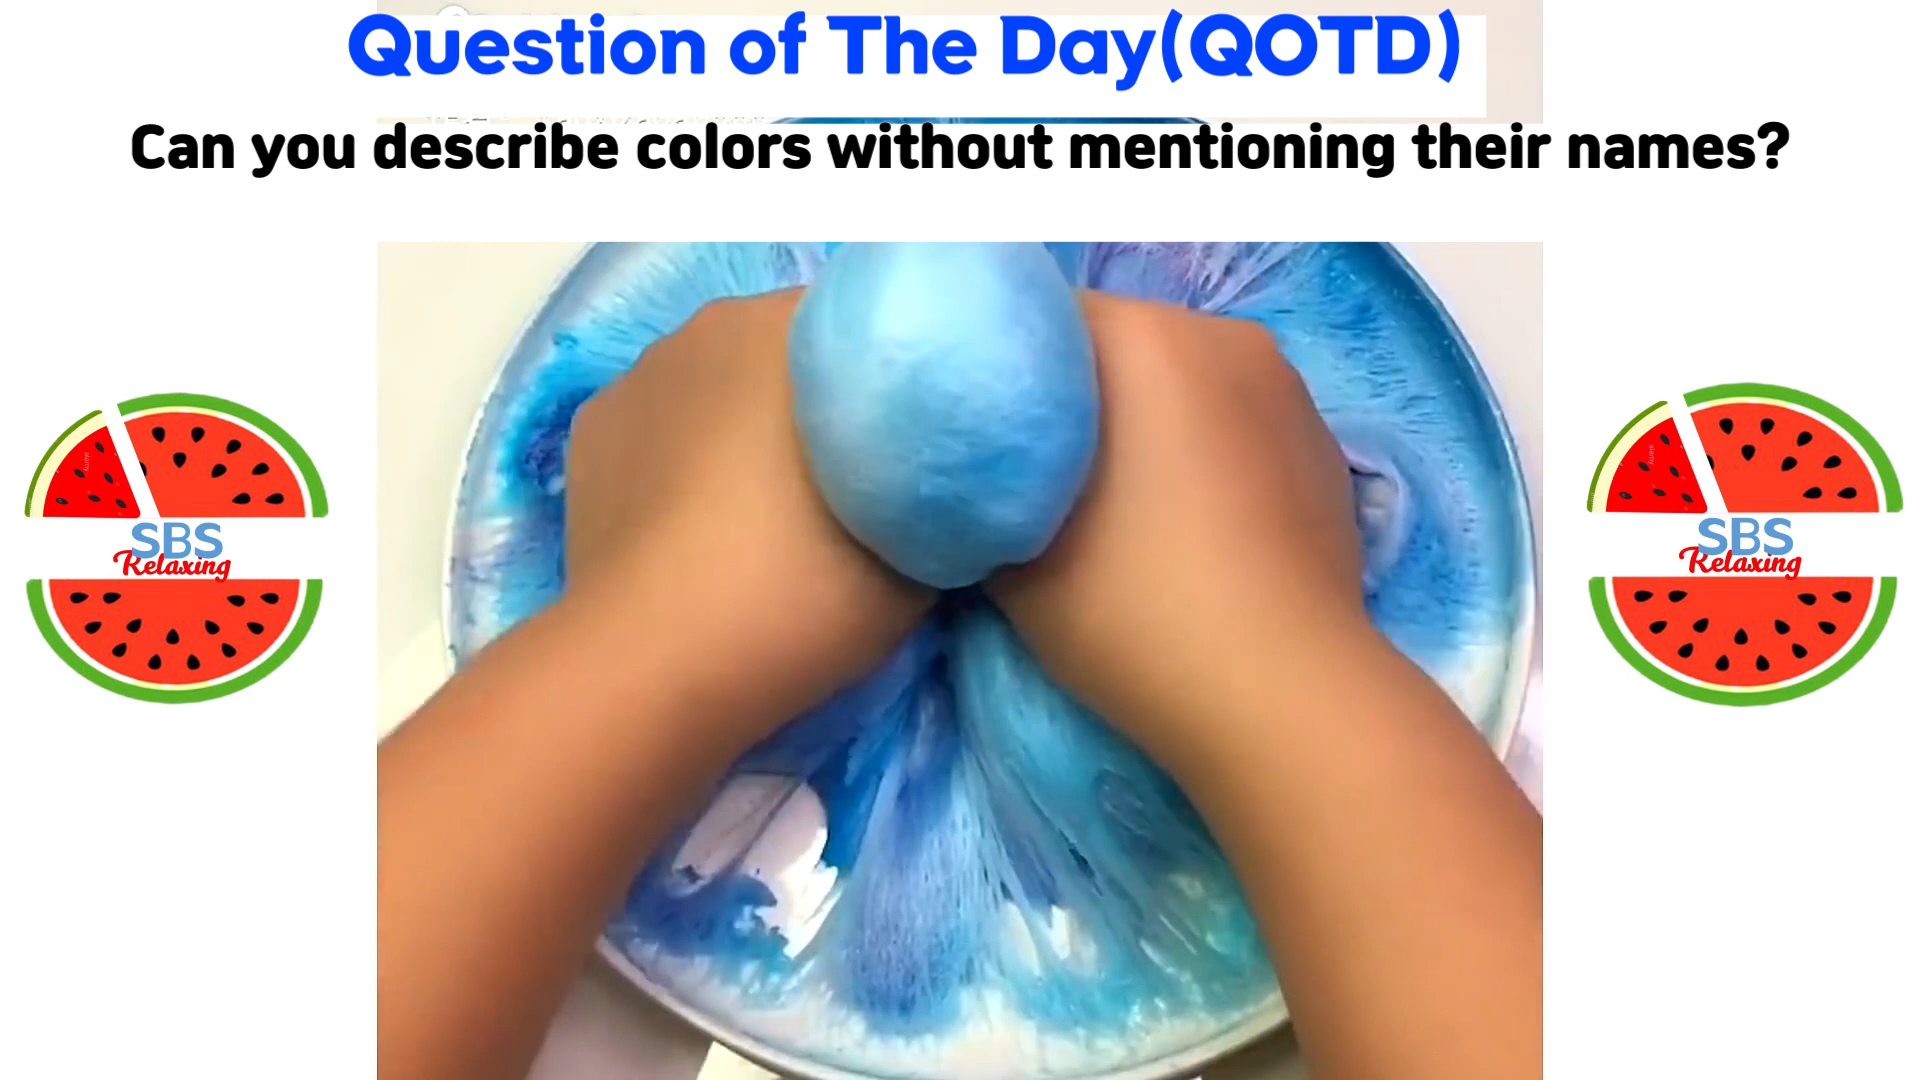 Question of The Day(QOTD)
Can you describe colors without mentioning their names?
SBS
Relaxing
SBS
Relaxing